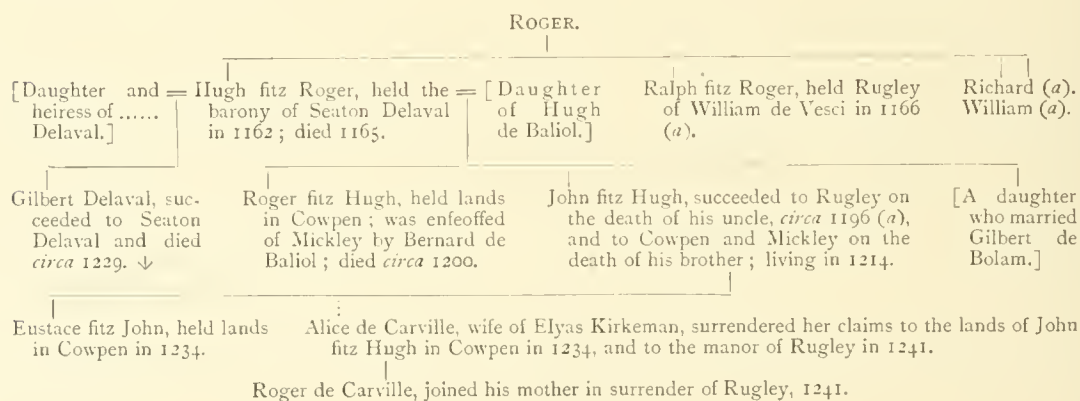 ROGER.
[Daughter and heiress of ...... Delaval.] = Hugh fitz Roger, held the barony of Seaton Delaval in 1162 ; died 1165. = [Daughter of Hugh de Baliol.]
Ralph fitz Roger, held Rugley of William de Vesci in 1166 (a).
Richard (a).
William (a).
Gilbert Delaval, suc-
ceeded to Seaton
Delaval and died
circa 1229. ↓
Roger fitz Hugh, held lands
in Cowpen ; was enfeoffed
of Mickley by Bernard de
Baliol ; died circa 1200.
John fitz Hugh, succeeded to Rugley on
the death of his uncle, circa 1196 (a),
and to Cowpen and Mickley on the
death of his brother ; living in 1214.
[A daughter
who married
Gilbert de
Bolam.]
Eustace fitz John, held lands
in Cowpen in 1234.
Alice de Carville, wife of Elyas Kirkeman, surrendered her claims to the lands of John
fitz Hugh in Cowpen in 1234, and to the manor of Rugley in 1241.
Roger de Carville, joined his mother in surrender of Rugley, 1241.